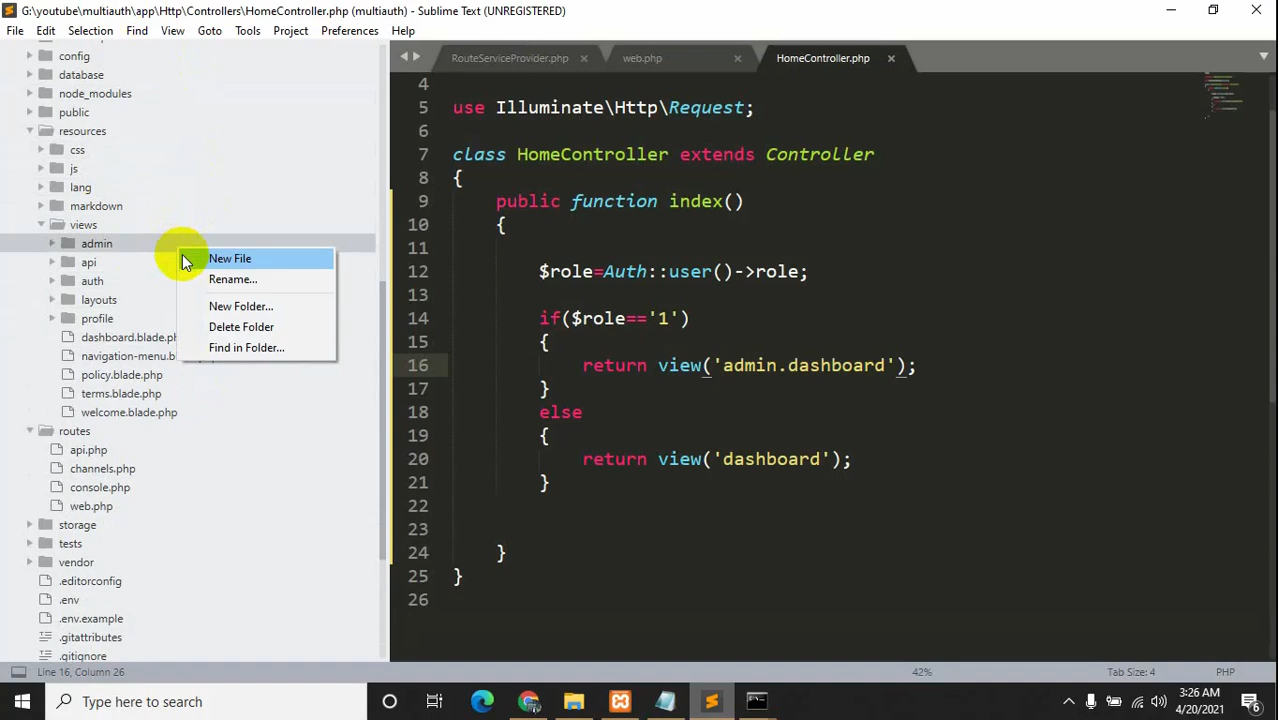 G:\youtube\multiauth\app\Http\Controllers\HomeController.php (multiauth) - Sublime Text (UNREGISTERED)
File Edit Selection Find View Goto Tools Project Preferences Help
config
database
node_modules
public
resources
css
js
lang
markdown
views
admin
api
auth
layouts
profile
dashboard.blade.ph
navigation-menu.b
policy.blade.php
terms.blade.php
welcome.blade.php
routes
api.php
channels.php
console.php
web.php
storage
tests
vendor
.editorconfig
.env
.env.example
.gitattributes
.gitignore
New File
Rename...
New Folder...
Delete Folder
Find in Folder...
RouteServiceProvider.php
web.php
HomeController.php
4
5 use Illuminate\Http\Request;
6
7 class HomeController extends Controller
8 {
9 public function index()
10 {
11
12 $role=Auth::user()->role;
13
14 if($role=='1')
15 {
16 return view('admin.dashboard');
17 }
18 else
19 {
20 return view('dashboard');
21 }
22
23
24 }
25 }
26
Line 16, Column 26
42%
Tab Size: 4
PHP
Type here to search
3:26 AM
4/20/2021
6